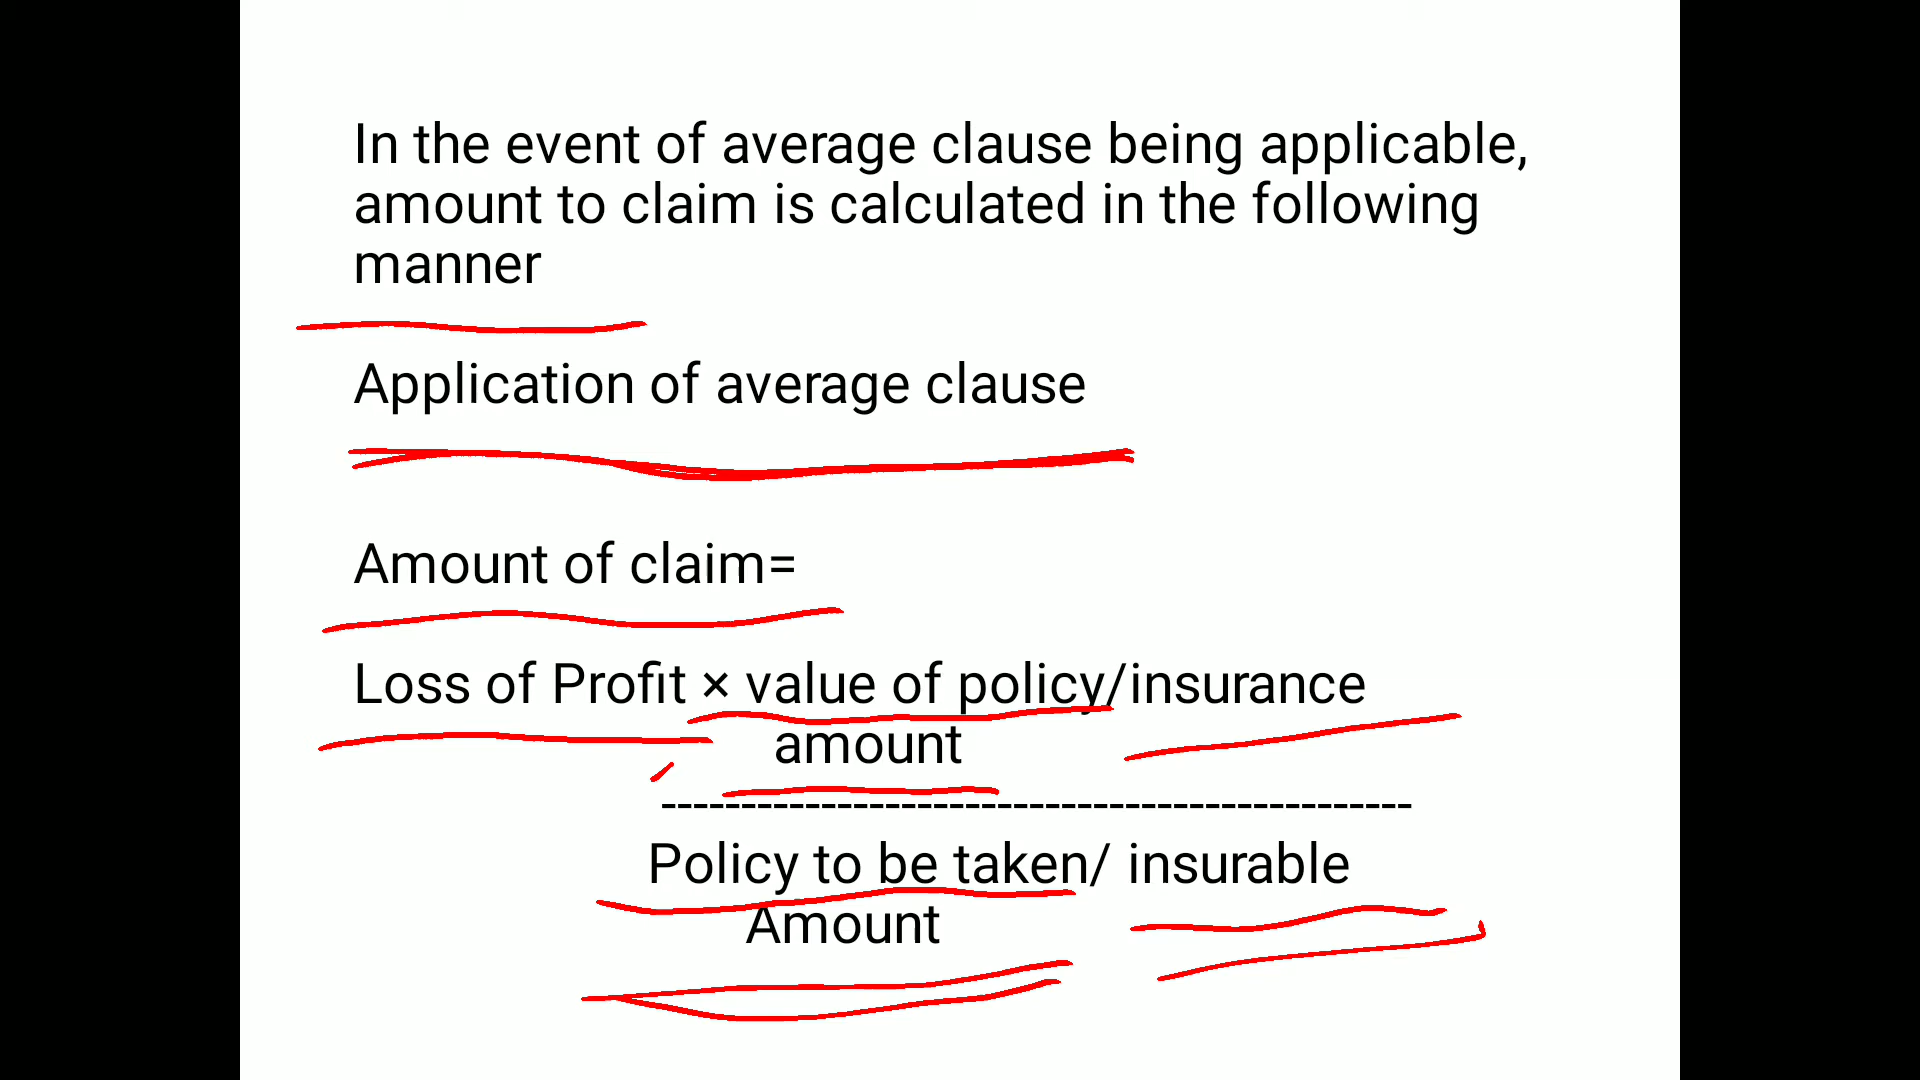 In the event of average clause being applicable,
amount to claim is calculated in the following
manner
Application of average clause
Amount of claim=
Loss of Profit × value of policy/insurance
amount
-----------------------------------------------
Policy to be taken/ insurable
Amount